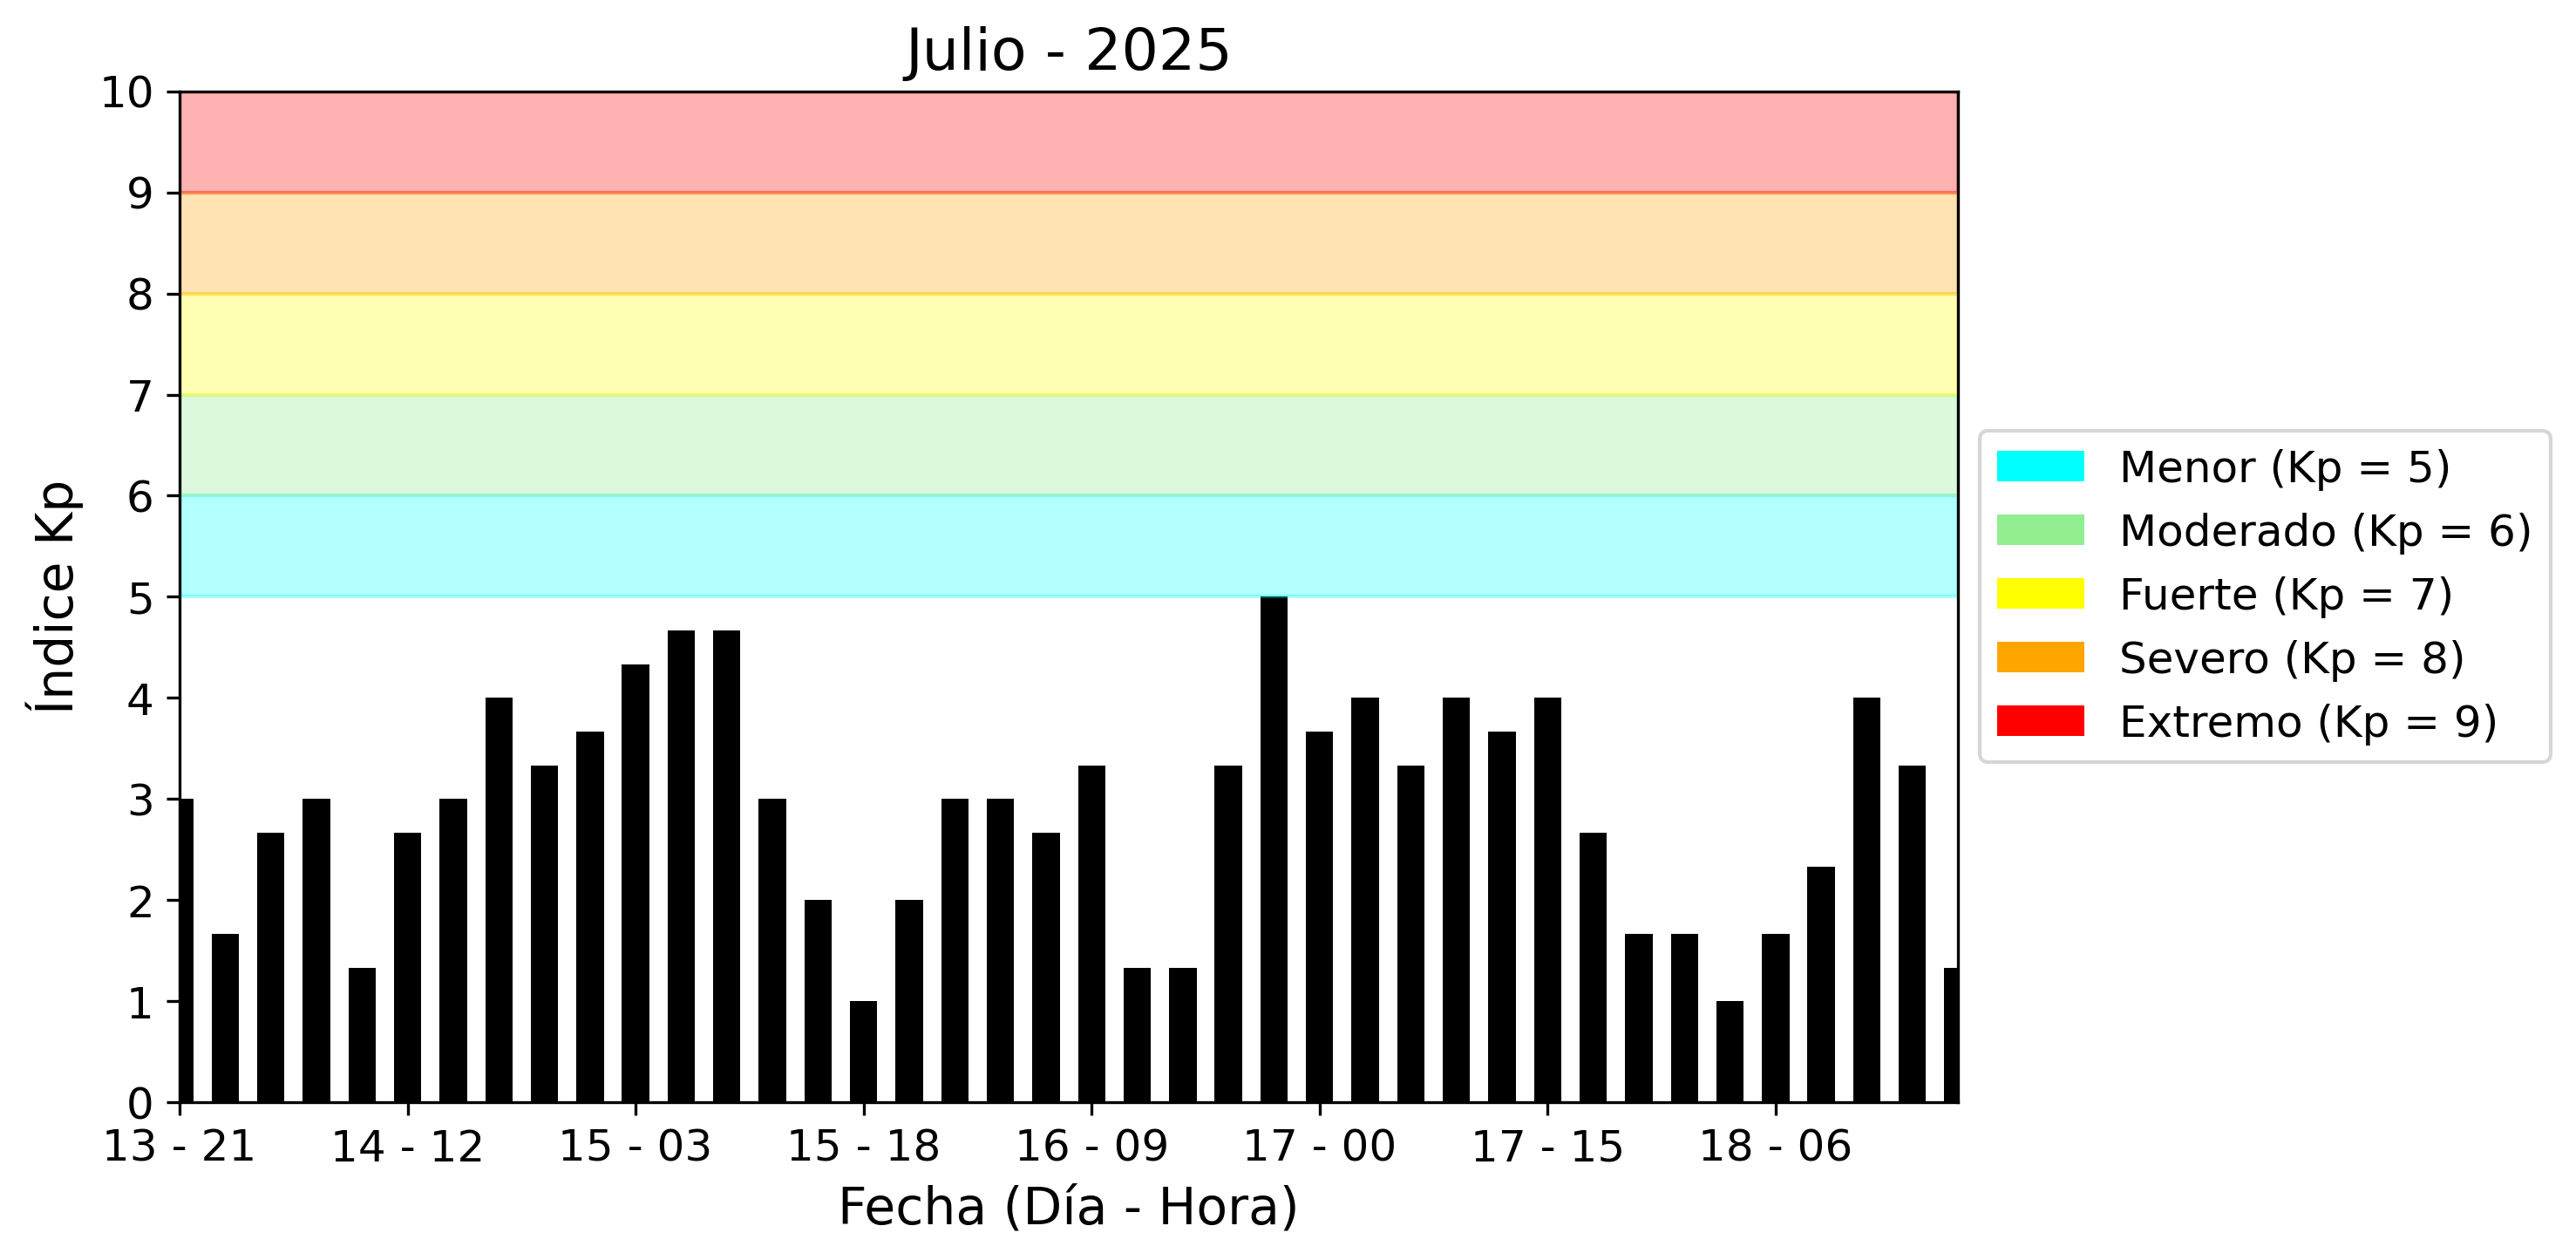 Julio - 2025
10
9
8
7
6
5
4
3
2
1
0
Índice Kp
13 - 21
14 - 12
15 - 03
15 - 18
16 - 09
17 - 00
17 - 15
18 - 06
Fecha (Día - Hora)
Menor (Kp = 5)
Moderado (Kp = 6)
Fuerte (Kp = 7)
Severo (Kp = 8)
Extremo (Kp = 9)